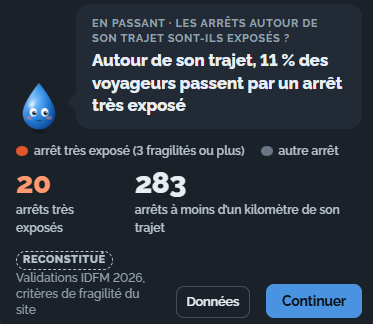 EN PASSANT · LES ARRÊTS AUTOUR DE
SON TRAJET SONT-ILS EXPOSÉS ?
Autour de son trajet, 11 % des
voyageurs passent par un arrêt
très exposé
arrêt très exposé (3 fragilités ou plus)
autre arrêt
20
arrêts très
exposés
283
arrêts à moins d'un kilomètre de son
trajet
RECONSTITUÉ
Validations IDFM 2026,
critères de fragilité du
site
Données
Continuer